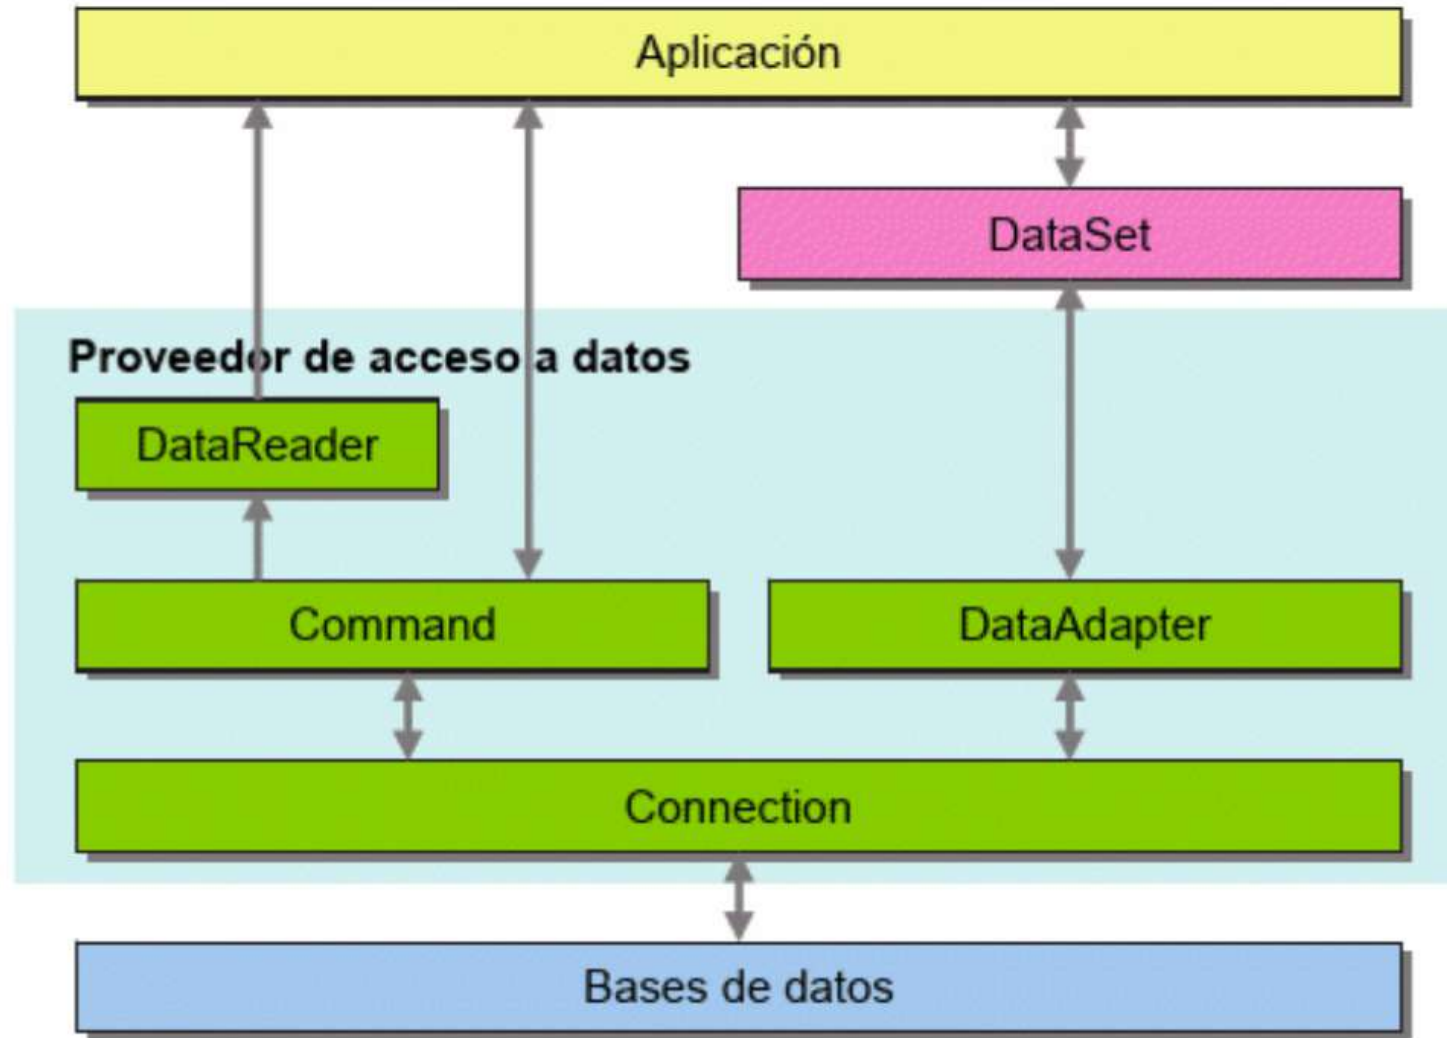 Aplicación
DataSet
Proveedor de acceso a datos
DataReader
Command
DataAdapter
Connection
Bases de datos